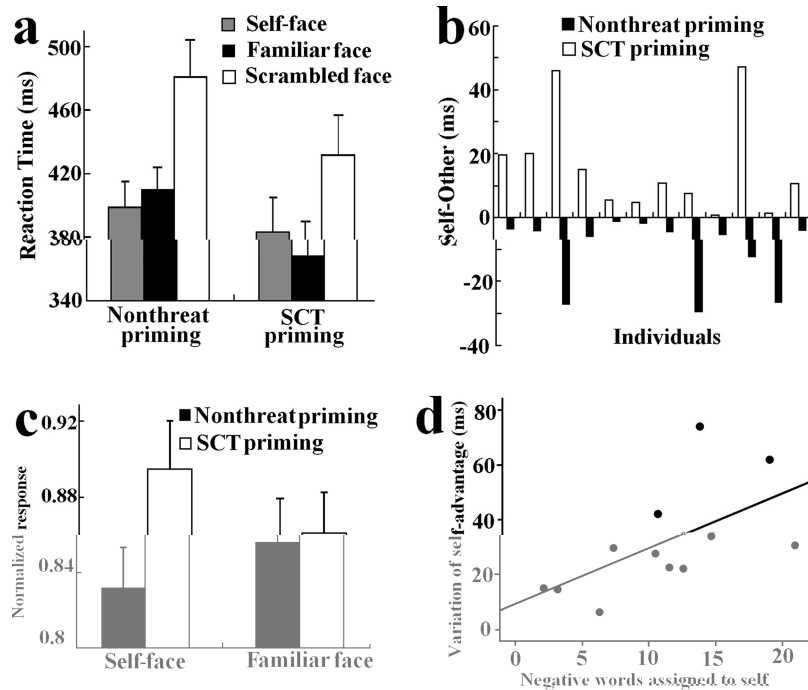 a
Self-face
Familiar face
Scrambled face
Reaction Time (ms)
500
460
420
380
340
Nonthreat priming
SCT priming
b
Nonthreat priming
SCT priming
Self-Other (ms)
60
40
20
0
-20
-40
Individuals
c
Nonthreat priming
SCT priming
Normalized response
0.92
0.88
0.84
0.8
Self-face
Familiar face
d
Variation of self-advantage (ms)
80
60
40
20
0
0 5 10 15 20
Negative words assigned to self